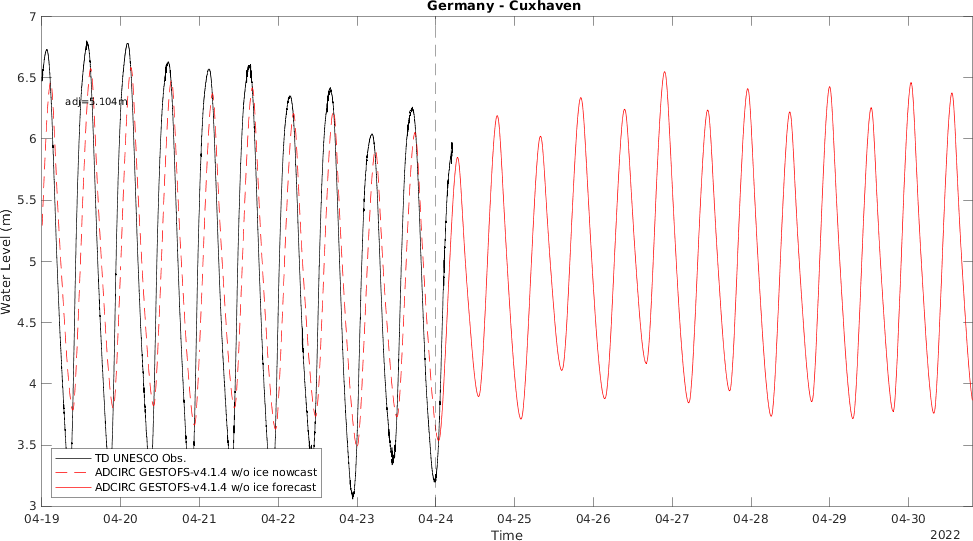 Germany - Cuxhaven
7
6.5
adj=5.104m
6
5.5
5
4.5
4
3.5
3
Water Level (m)
TD UNESCO Obs.
ADCIRC GESTOFS-v4.1.4 w/o ice nowcast
ADCIRC GESTOFS-v4.1.4 w/o ice forecast
04-19 04-20 04-21 04-22 04-23 04-24 04-25 04-26 04-27 04-28 04-29 04-30
Time
2022